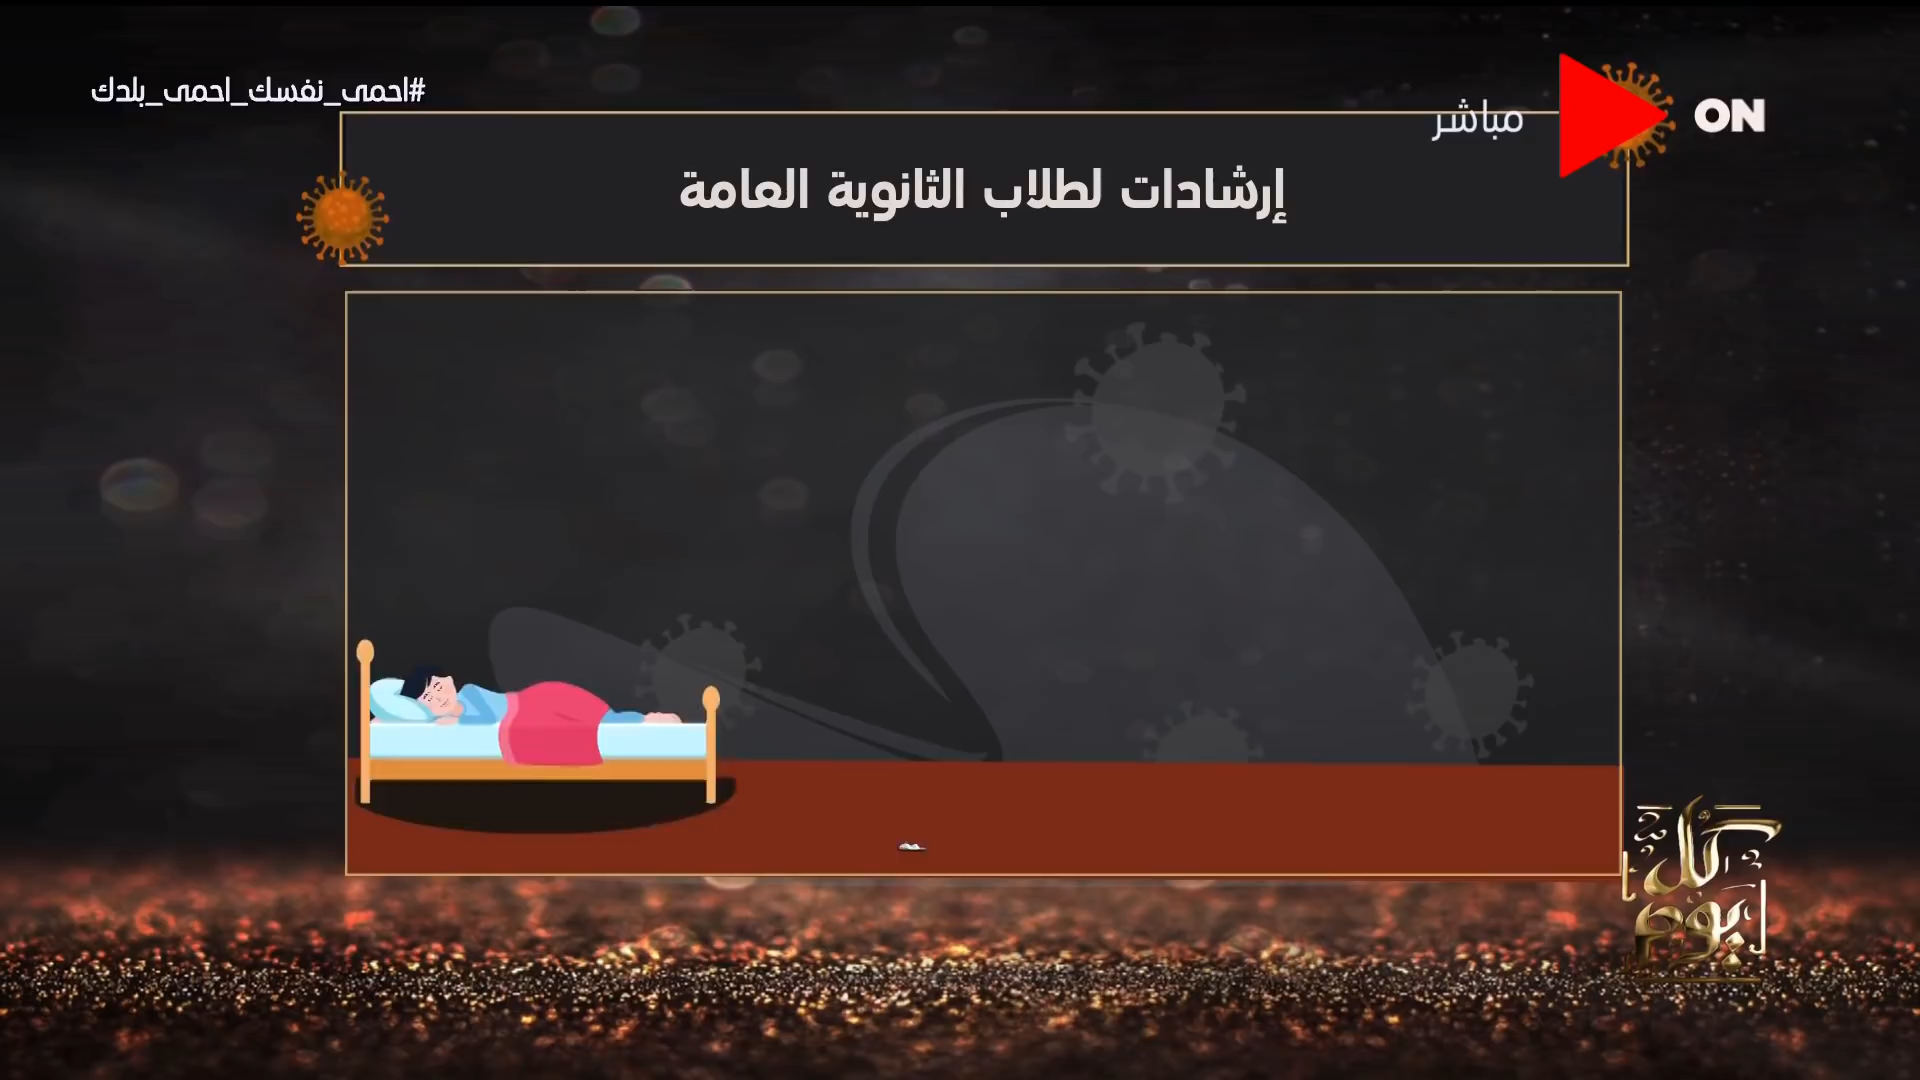 #احمى_نفسك_احمى_بلدك
مباشر
ON
إرشادات لطلاب الثانوية العامة
كل يوم